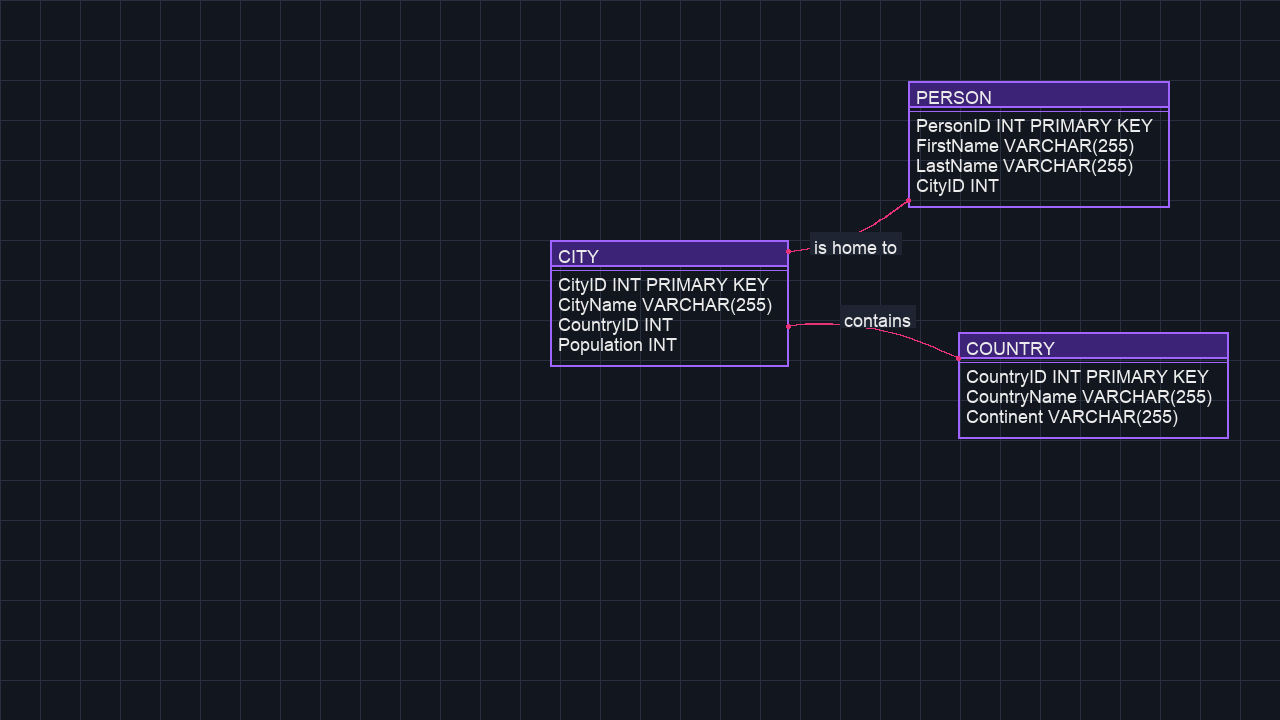 PERSON
PersonID INT PRIMARY KEY
FirstName VARCHAR(255)
LastName VARCHAR(255)
CityID INT
is home to
CITY
CityID INT PRIMARY KEY
CityName VARCHAR(255)
CountryID INT
Population INT
contains
COUNTRY
CountryID INT PRIMARY KEY
CountryName VARCHAR(255)
Continent VARCHAR(255)